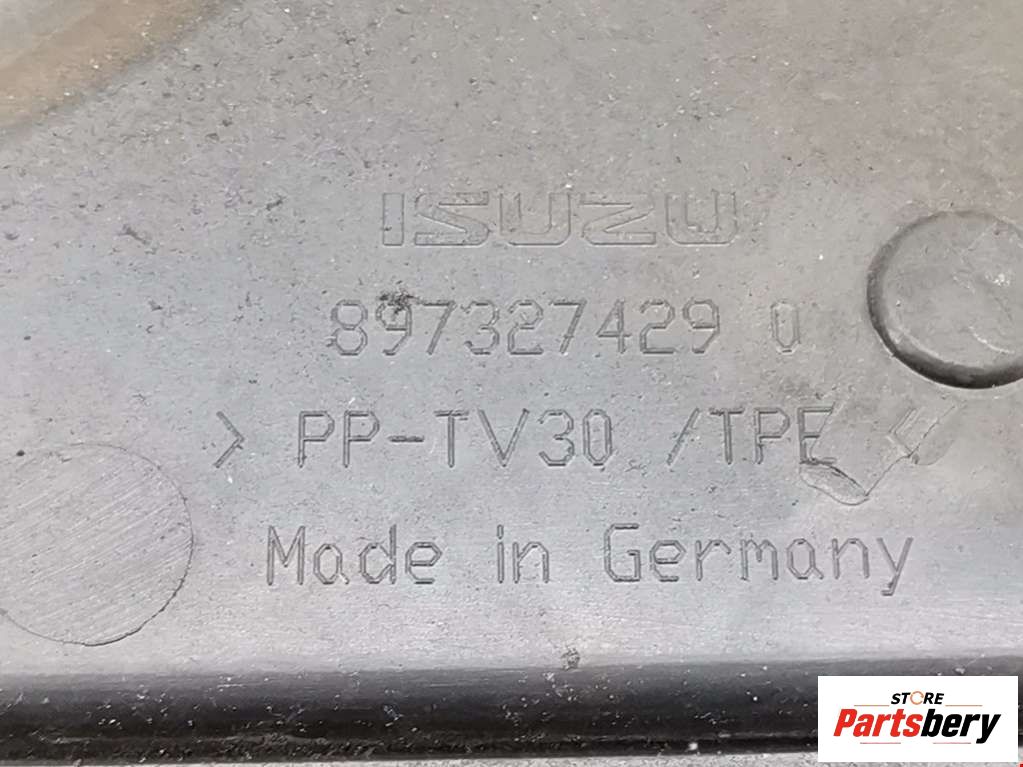 ISUZU
897327429 0
> PP-TV30 /TPE <
Made in Germany
STORE
Partsbery